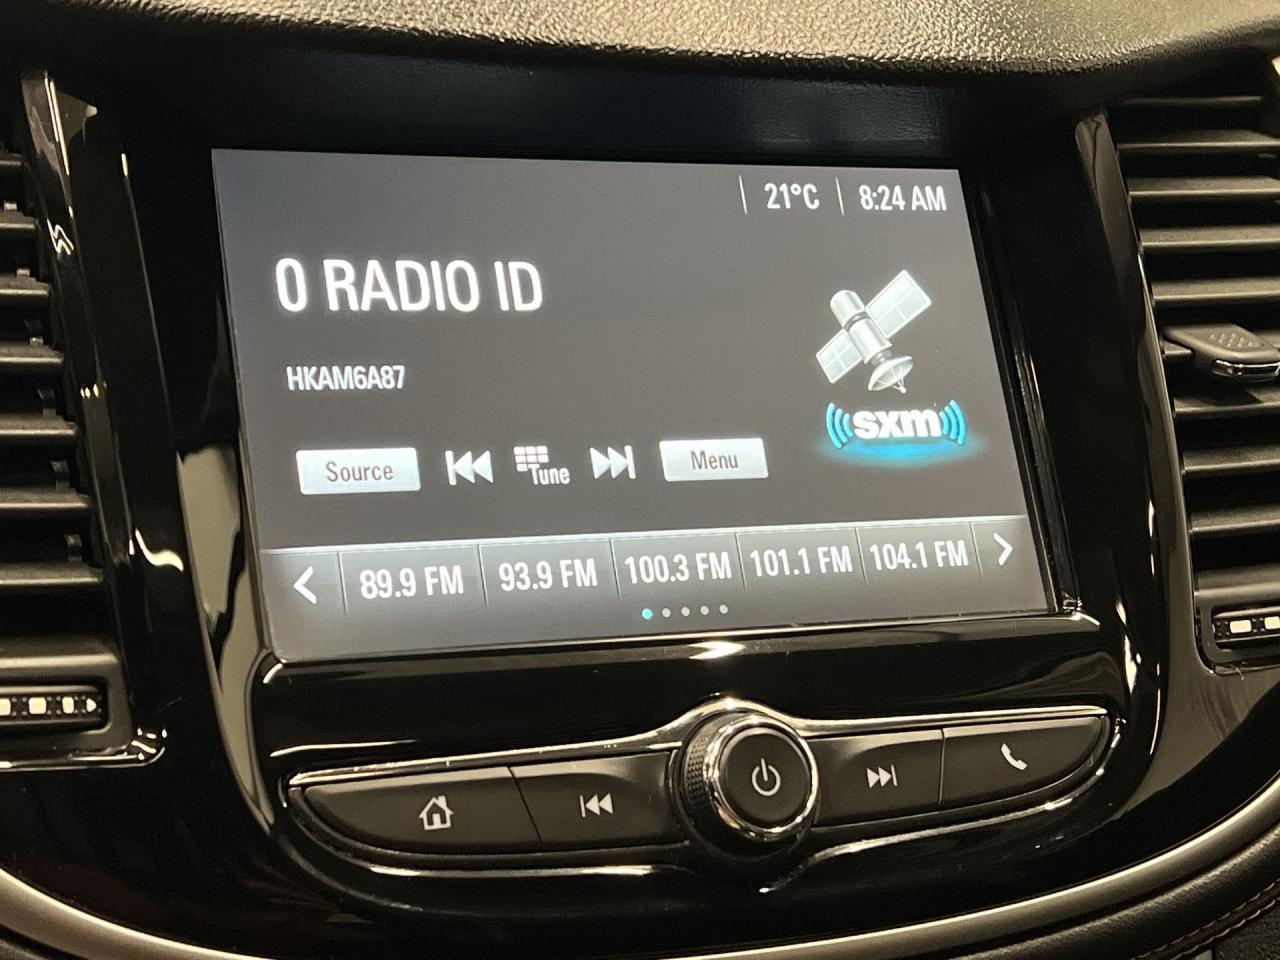 21°C 8:24 AM
0 RADIO ID
HKAM6A87
sxm
Source Tune Menu
89.9 FM 93.9 FM 100.3 FM 101.1 FM 104.1 FM